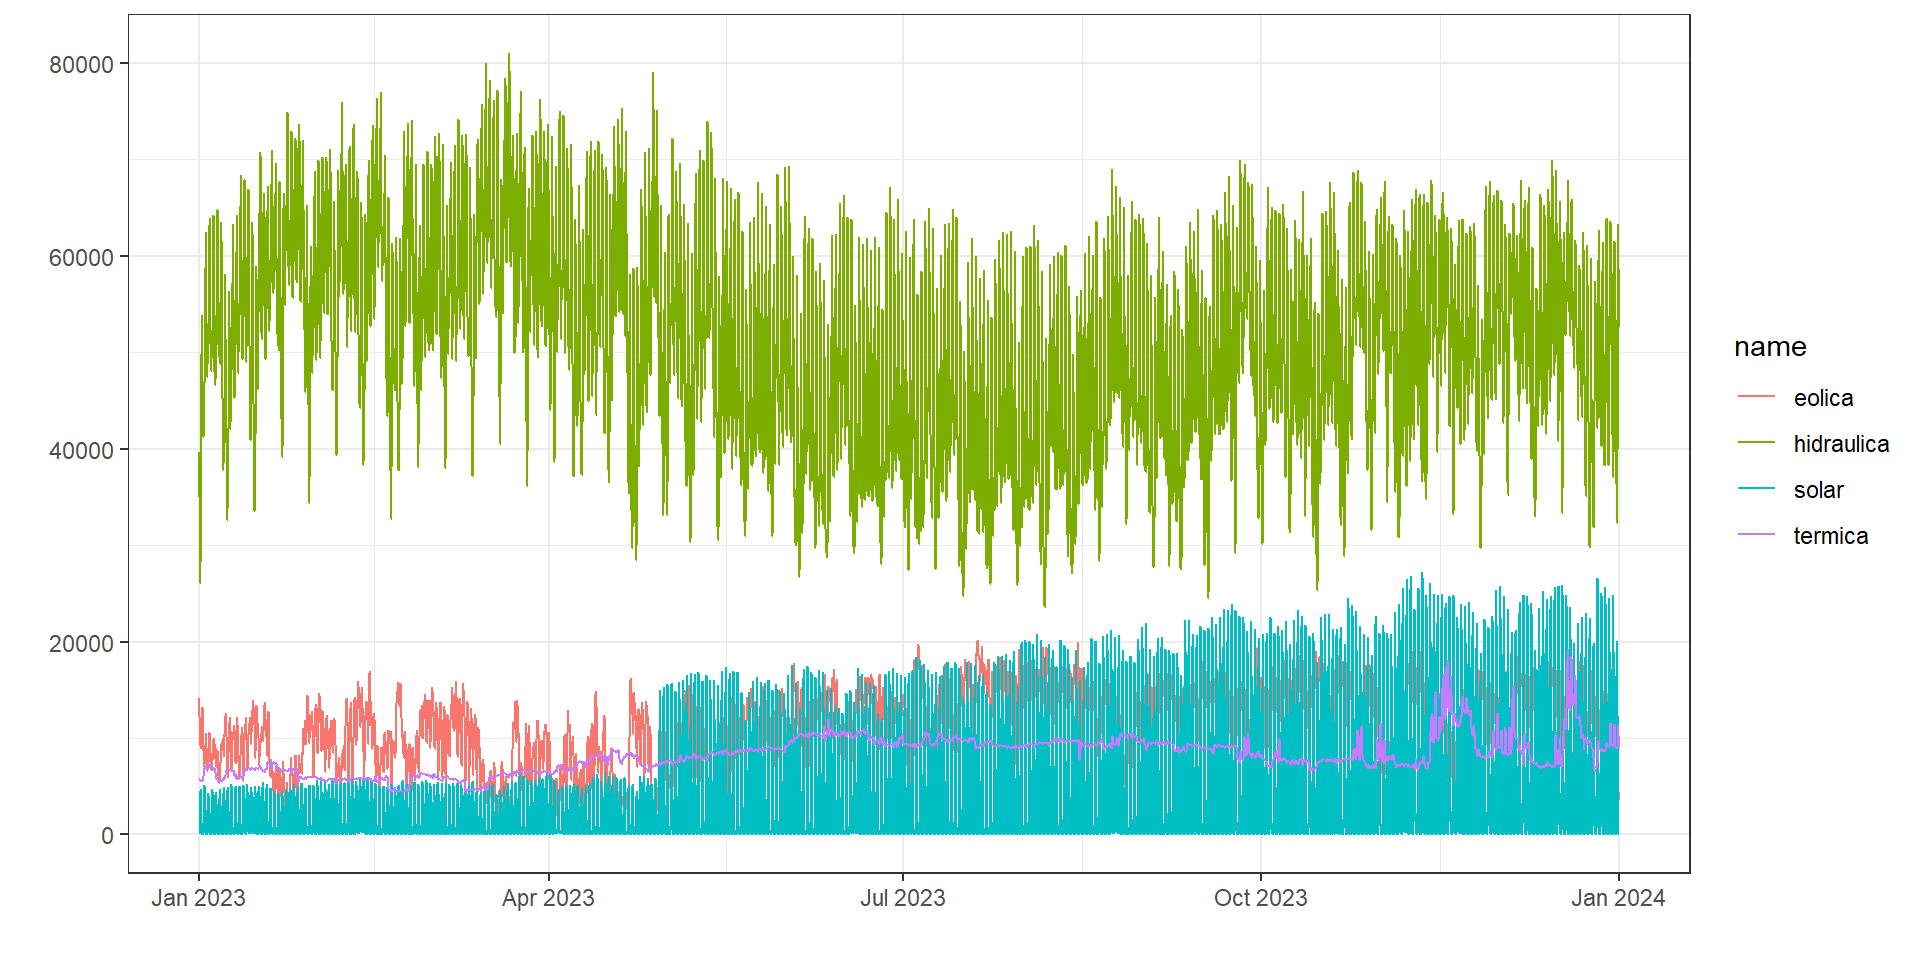 80000
60000
40000
20000
0
Jan 2023
Apr 2023
Jul 2023
Oct 2023
Jan 2024
name
eolica
hidraulica
solar
termica